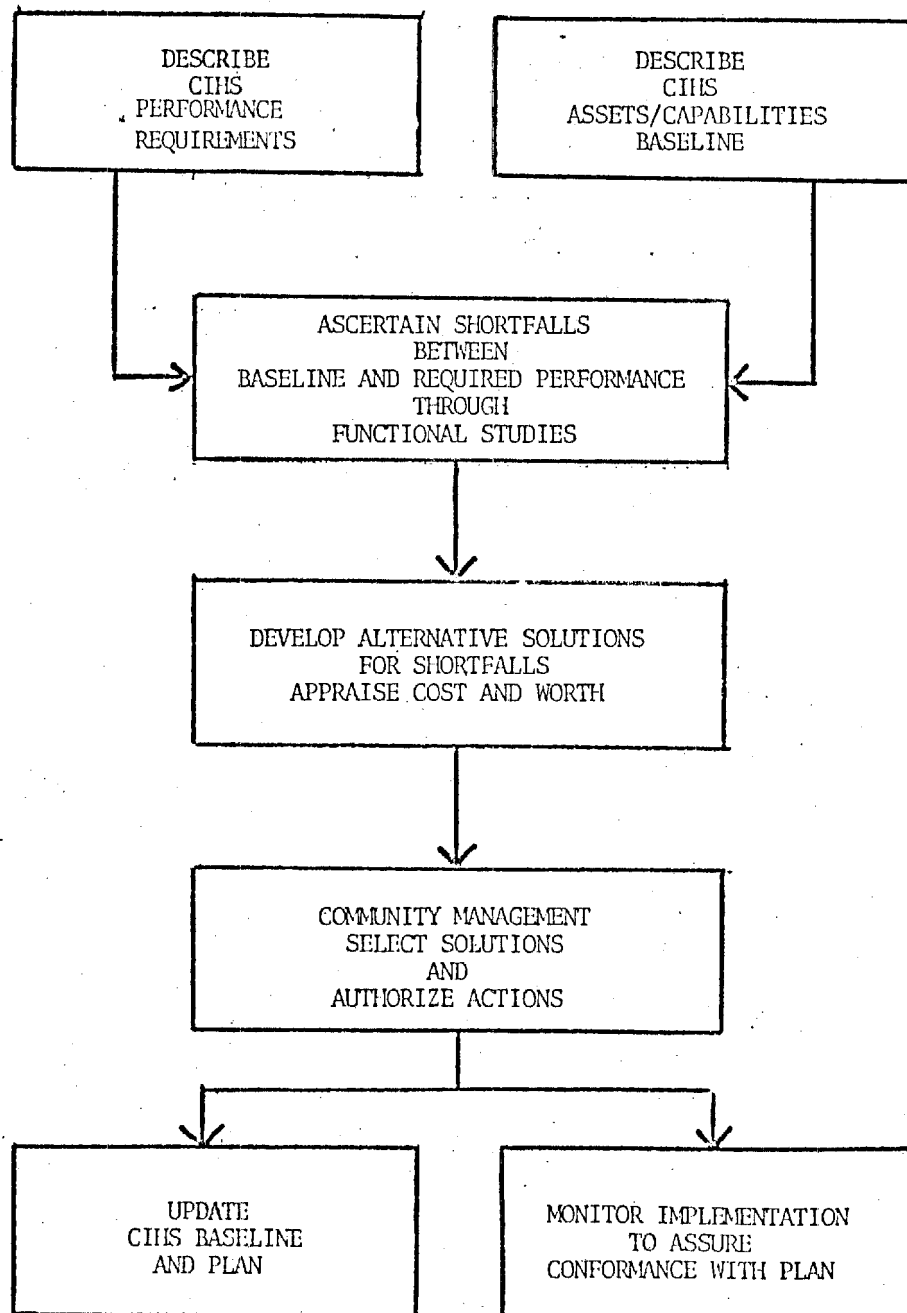 DESCRIBE
CIHS
PERFORMANCE
REQUIREMENTS
DESCRIBE
CIHS
ASSETS/CAPABILITIES
BASELINE
ASCERTAIN SHORTFALLS
BETWEEN
BASELINE AND REQUIRED PERFORMANCE
THROUGH
FUNCTIONAL STUDIES
DEVELOP ALTERNATIVE SOLUTIONS
FOR SHORTFALLS
APPRAISE COST AND WORTH
COMMUNITY MANAGEMENT
SELECT SOLUTIONS
AND
AUTHORIZE ACTIONS
UPDATE
CIHS BASELINE
AND PLAN
MONITOR IMPLEMENTATION
TO ASSURE
CONFORMANCE WITH PLAN